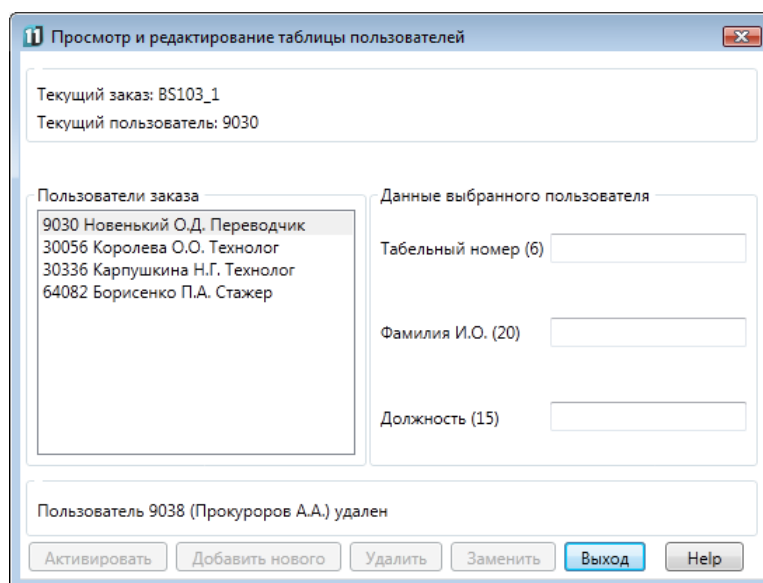 11 Просмотр и редактирование таблицы пользователей
Текущий заказ: BS103_1
Текущий пользователь: 9030
Пользователи заказа
9030 Новенький О.Д. Переводчик
30056 Королева О.О. Технолог
30336 Карпушкина Н.Г. Технолог
64082 Борисенко П.А. Стажер
Данные выбранного пользователя
Табельный номер (6)
Фамилия И.О. (20)
Должность (15)
Пользователь 9038 (Прокуроров А.А.) удален
Активировать Добавить нового Удалить Заменить Выход Help